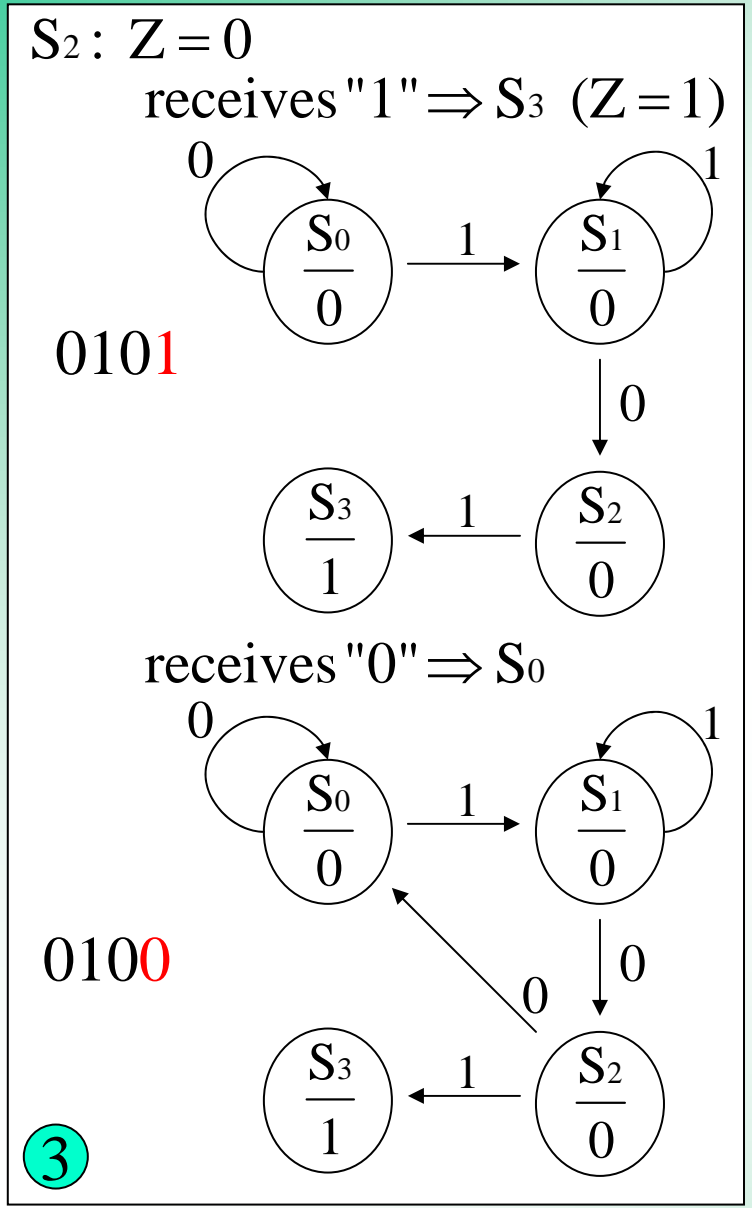 S₂ : Z = 0
receives "1" ⇒ S₃ (Z = 1)
0
1
S₀
0
1
S₁
0
0101
0
S₃
1
1
S₂
0
receives "0" ⇒ S₀
0
1
S₀
0
1
S₁
0
0100
0
0
S₃
1
1
S₂
0
3